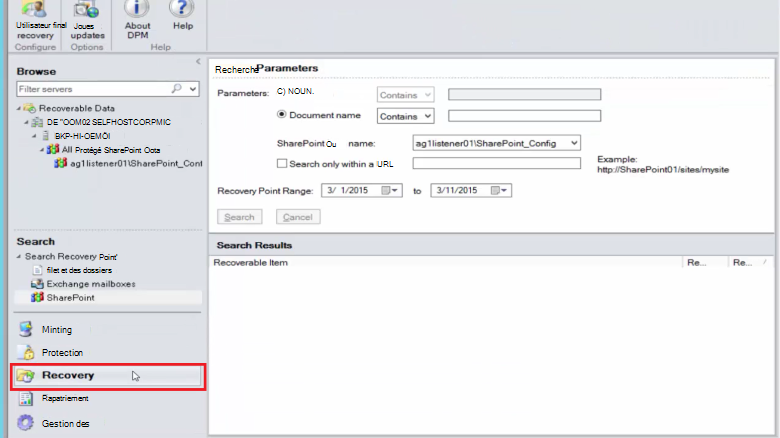 Utilisateur final recovery
Joues updates
About DPM
Help
Configure
Options
Help
Browse
Filter servers
Recoverable Data
DE "OOM02 SELFHOSTCORPMIC
BKP-HI-OEMÖI
All Protégé SharePoint Oota
ag1listener01\SharePoint_Conf
Search
Search Recovery Point'
filet et des dossiers
Exchange mailboxes
SharePoint
Minting
Protection
Recovery
Rapatriement
Gestion des
Recherche Parameters
Parameters: C) NOUN. Contains
Document name Contains
SharePoint Ou name: ag1listener01\SharePoint_Config
Search only within a URL
Example:
http://SharePoint01/sites/mysite
Recovery Point Range: 3/ 1/2015 to 3/11/2015
Search Cancel
Search Results
Recoverable Item Re... Re...